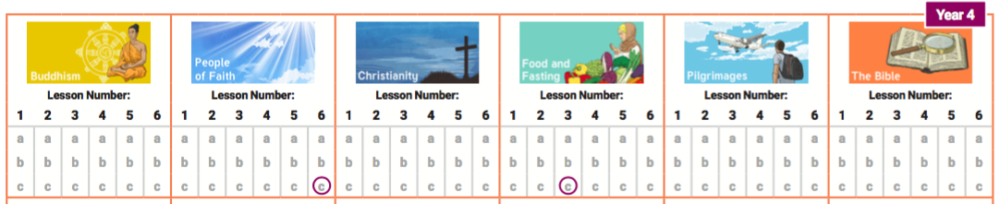 Year 4
Buddhism
People
of Faith
Christianity
Food and
Fasting
Pilgrimages
The Bible
Lesson Number: Lesson Number: Lesson Number: Lesson Number: Lesson Number: Lesson Number:
1 2 3 4 5 6 1 2 3 4 5 6 1 2 3 4 5 6 1 2 3 4 5 6 1 2 3 4 5 6 1 2 3 4 5 6
a a a a a a a a a a a a a a a a a a a a a a a a a a a a a a a a a a a a
b b b b b b b b b b b b b b b b b b b b b b b b b b b b b b b b b b b b
c c c c c c c c c c c c c c c c c c c c c c c c c c c c c c c c c c c c